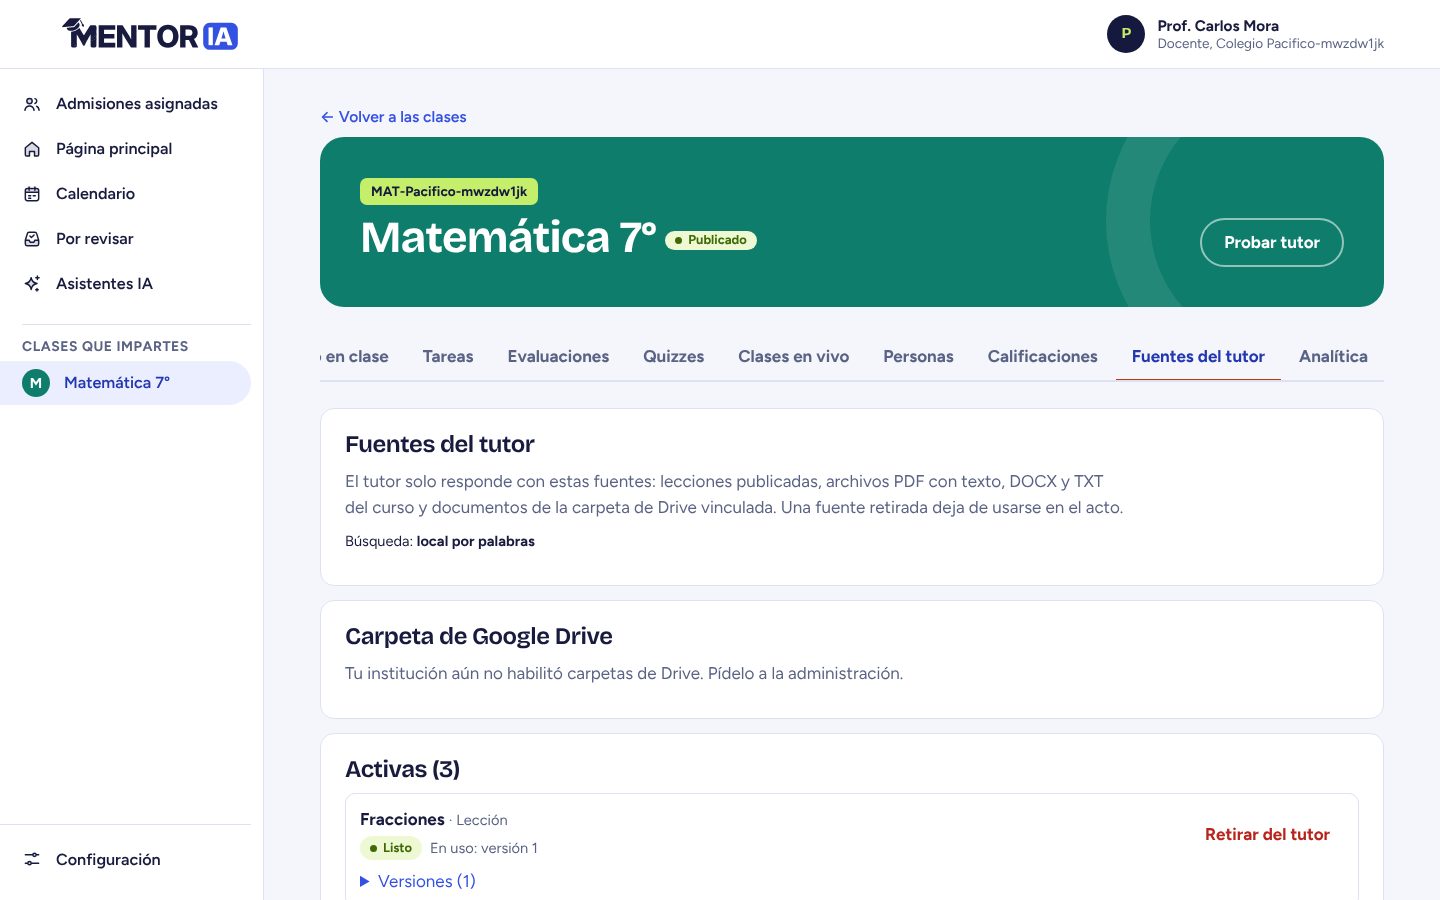 MENTOR IA
P
Prof. Carlos Mora
Docente, Colegio Pacifico-mwzdw1jk
Admisiones asignadas
Página principal
Calendario
Por revisar
Asistentes IA
CLASES QUE IMPARTES
M Matemática 7°
Configuración
← Volver a las clases
MAT-Pacifico-mwzdw1jk
Matemática 7° Publicado
Probar tutor
en clase Tareas Evaluaciones Quizzes Clases en vivo Personas Calificaciones Fuentes del tutor Analítica
Fuentes del tutor
El tutor solo responde con estas fuentes: lecciones publicadas, archivos PDF con texto, DOCX y TXT
del curso y documentos de la carpeta de Drive vinculada. Una fuente retirada deja de usarse en el acto.
Búsqueda: local por palabras
Carpeta de Google Drive
Tu institución aún no habilitó carpetas de Drive. Pídelo a la administración.
Activas (3)
Fracciones · Lección
Listo En uso: versión 1
Retirar del tutor
Versiones (1)